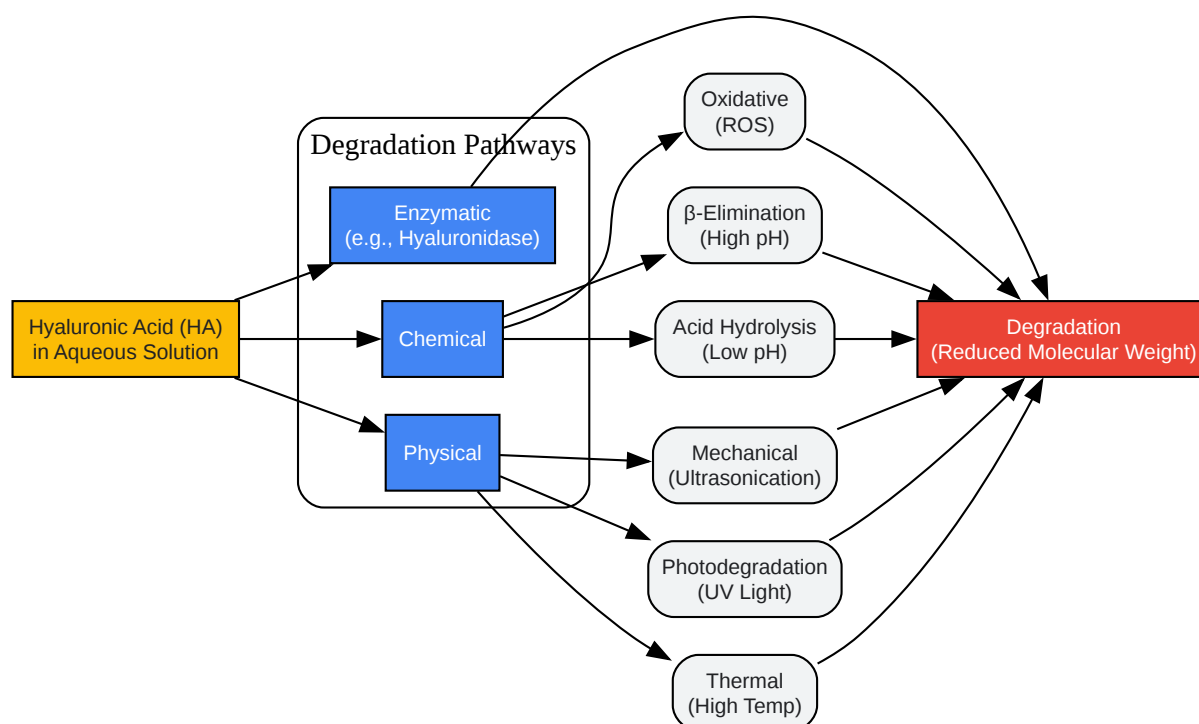 Degradation Pathways
Hyaluronic Acid (HA)
in Aqueous Solution
Enzymatic
(e.g., Hyaluronidase)
Chemical
Physical
Oxidative
(ROS)
β-Elimination
(High pH)
Acid Hydrolysis
(Low pH)
Mechanical
(Ultrasonication)
Photodegradation
(UV Light)
Thermal
(High Temp)
Degradation
(Reduced Molecular Weight)